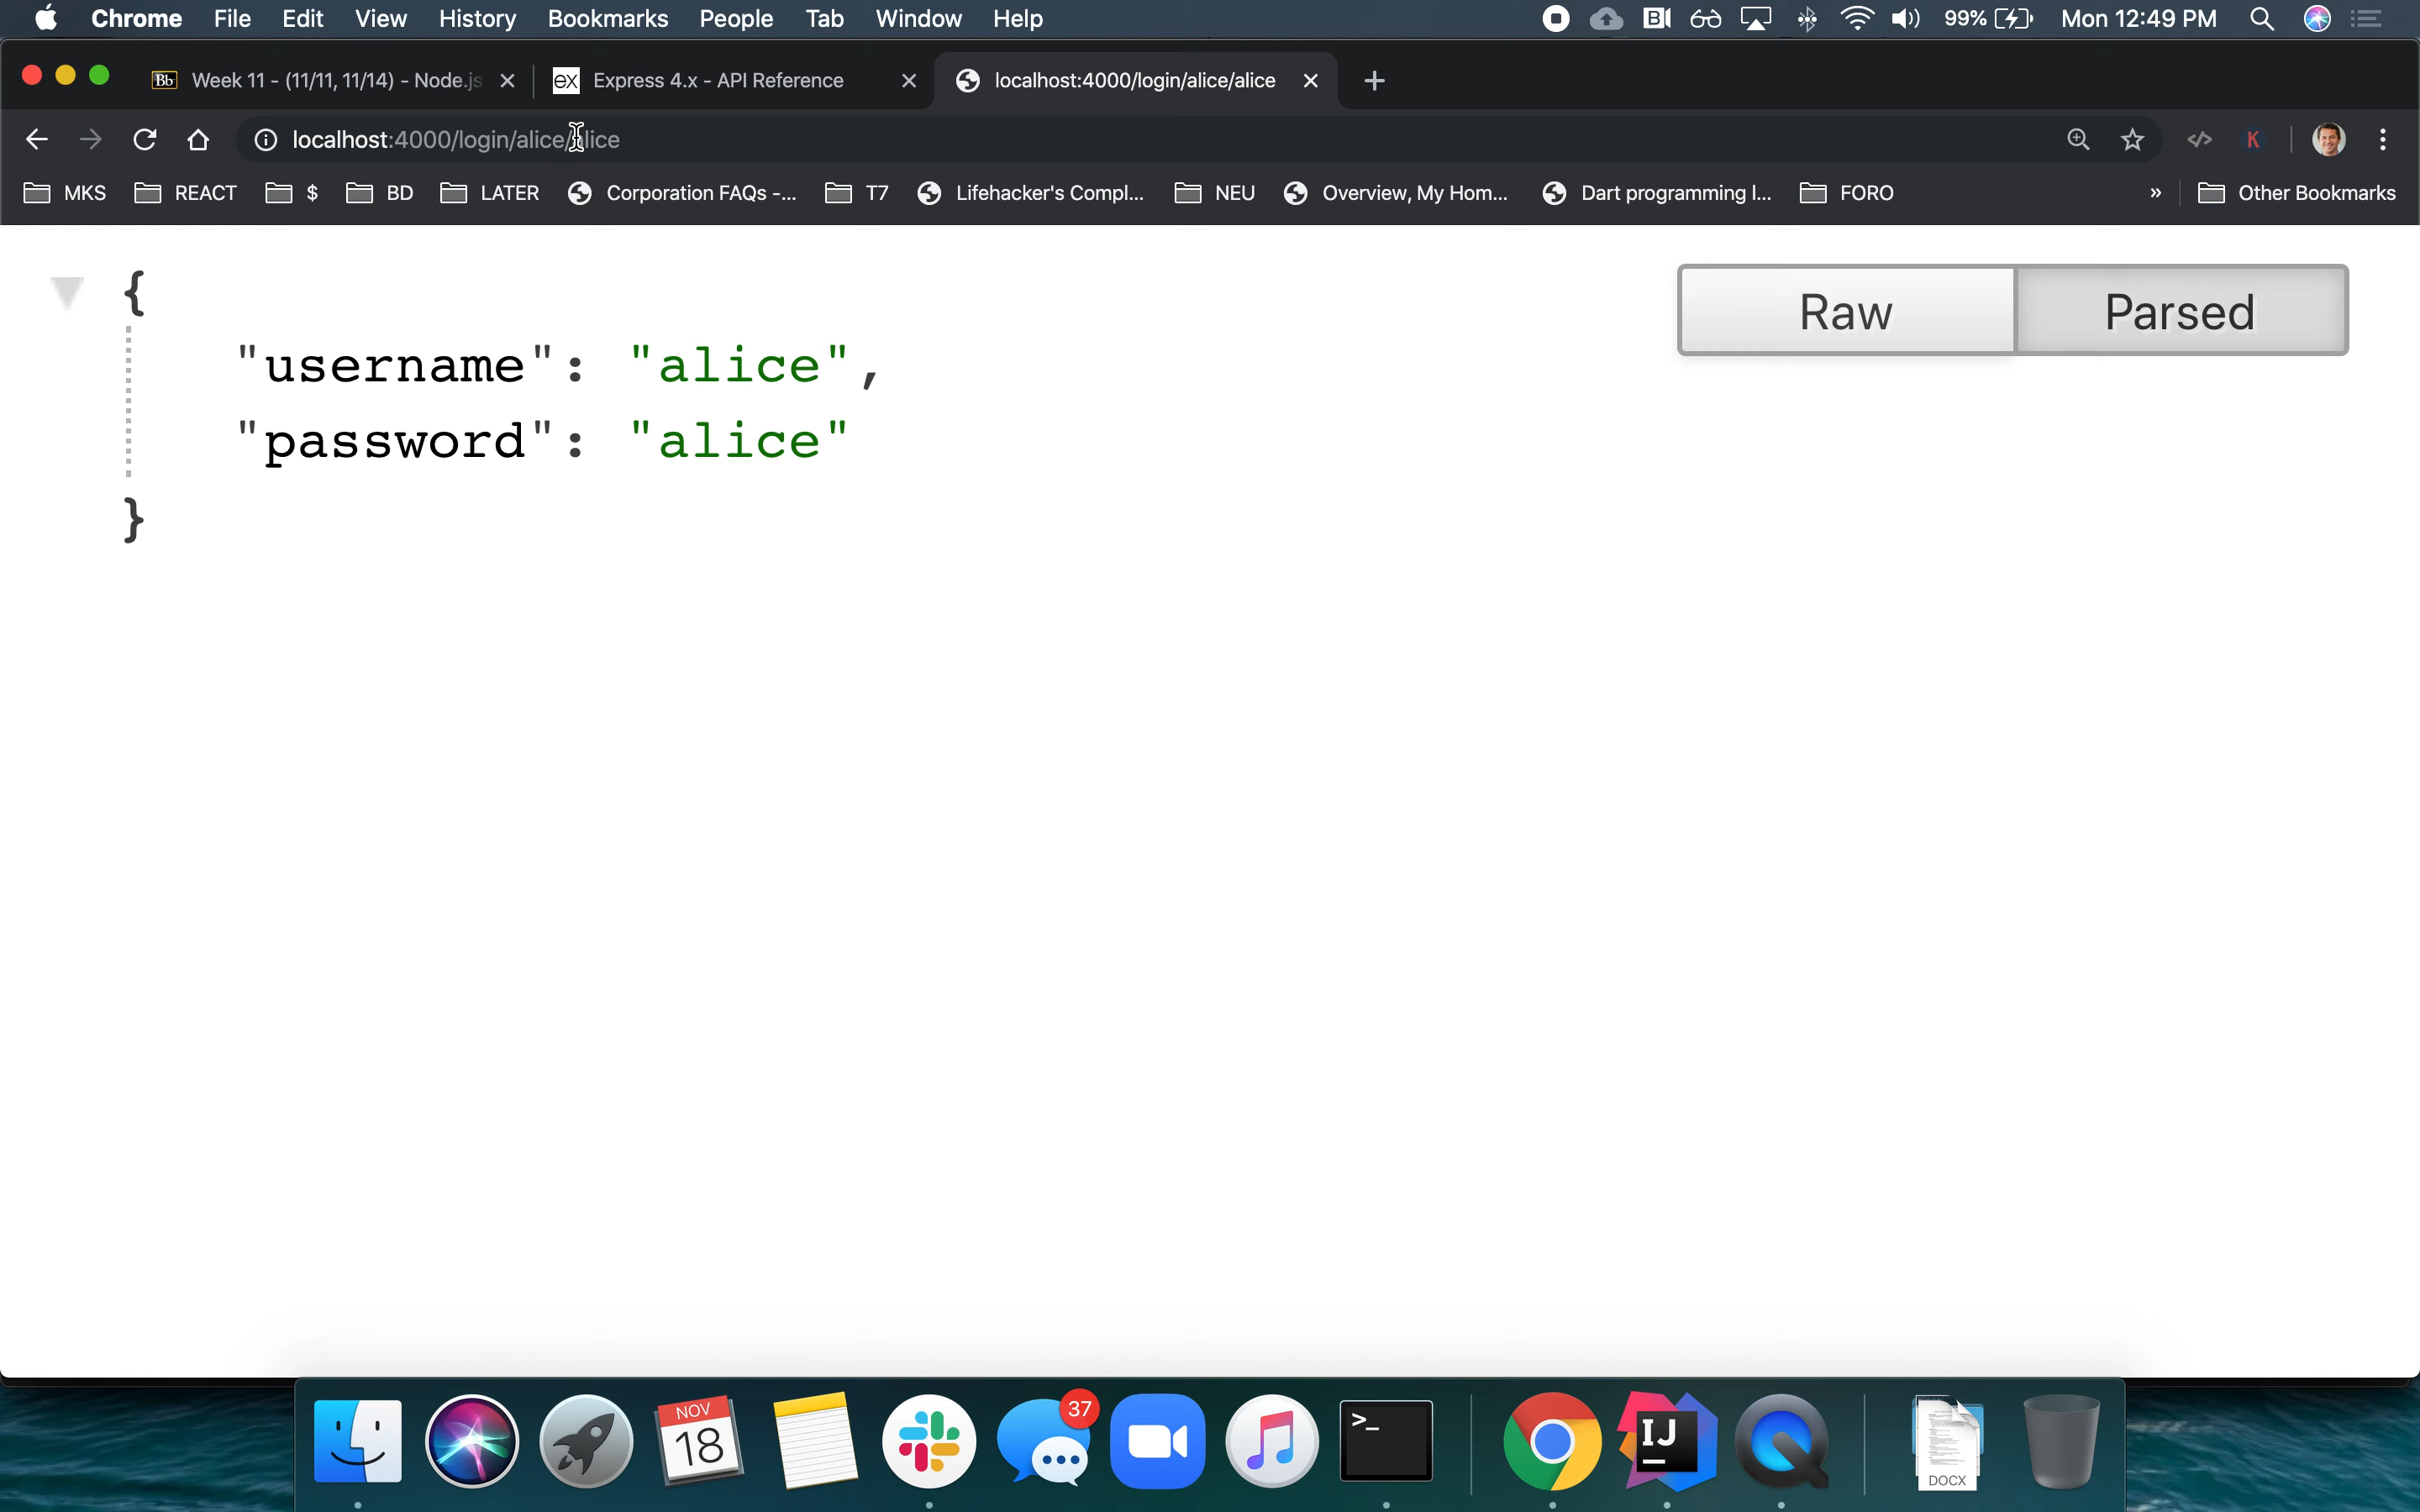 Chrome File Edit View History Bookmarks People Tab Window Help 99% Mon 12:49 PM
Bb Week 11 - (11/11, 11/14) - Node.js ex Express 4.x - API Reference localhost:4000/login/alice/alice
localhost:4000/login/alice/alice K
MKS REACT $ BD LATER Corporation FAQs -... T7 Lifehacker's Compl... NEU Overview, My Hom... Dart programming l... FORO » Other Bookmarks
{
Raw Parsed
"username": "alice",
"password": "alice"
}
NOV
18
37
>_
IJ
DOCX